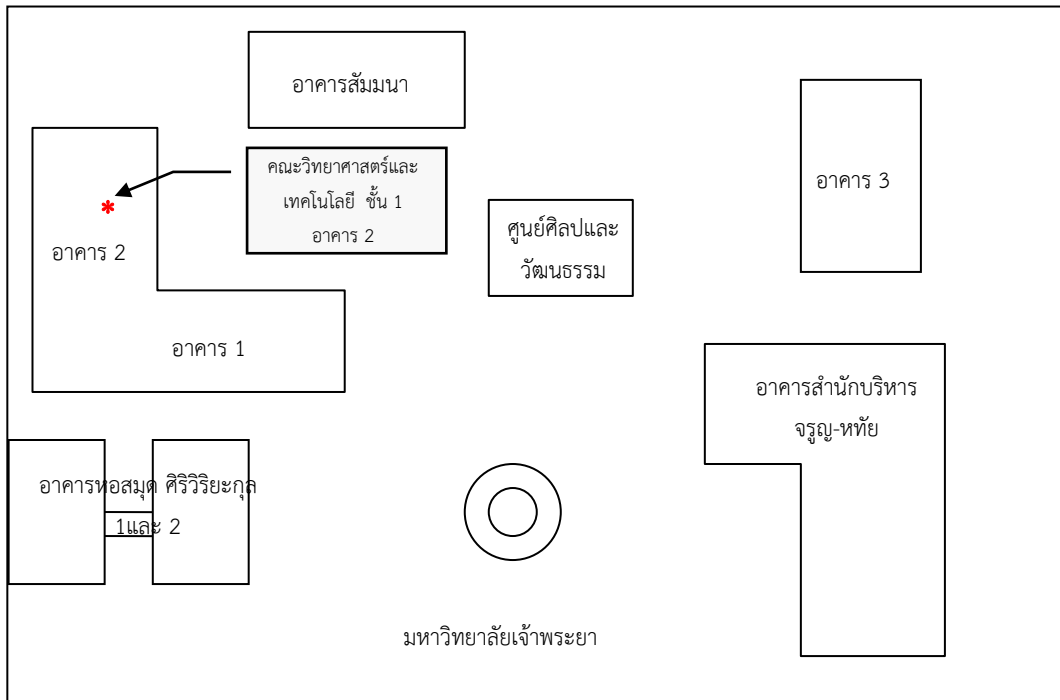 อาคารสัมมนา
คณะวิทยาศาสตร์และ
เทคโนโลยี ชั้น 1
อาคาร 2
อาคาร 3
ศูนย์ศิลปและ
วัฒนธรรม
อาคาร 2
อาคาร 1
อาคารสำนักบริหาร
จรูญ-หทัย
อาคารหอสมุด ศิริวิริยะกุล
1และ 2
มหาวิทยาลัยเจ้าพระยา